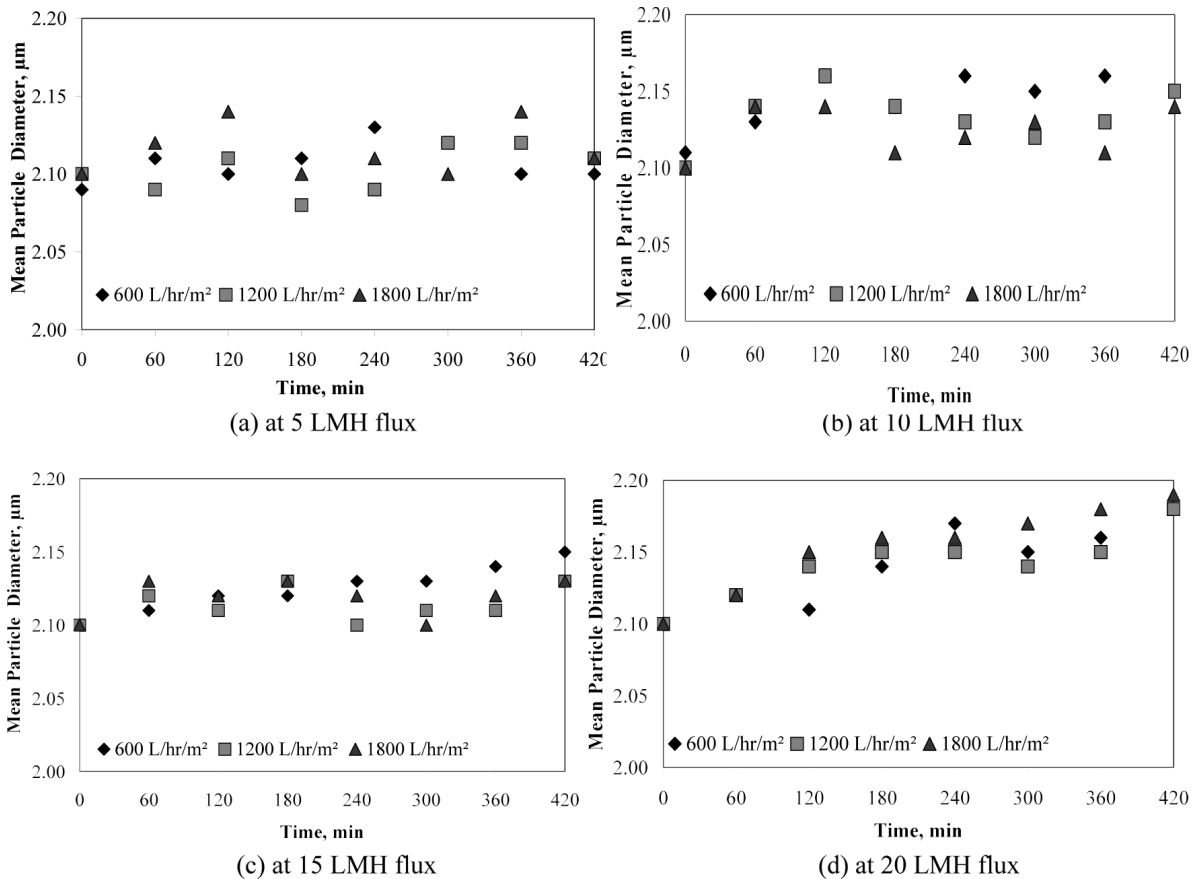 2.20
2.15
2.10
2.05
2.00
Mean Particle Diameter, µm
600 L/hr/m² 1200 L/hr/m² 1800 L/hr/m²
0 60 120 180 240 300 360 420
Time, min
(a) at 5 LMH flux
2.20
2.15
2.10
2.05
2.00
Mean Particle Diameter, µm
600 L/hr/m² 1200 L/hr/m² 1800 L/hr/m²
0 60 120 180 240 300 360 420
Time, min
(b) at 10 LMH flux
2.20
2.15
2.10
2.05
2.00
Mean Particle Diameter, µm
600 L/hr/m² 1200 L/hr/m² 1800 L/hr/m²
0 60 120 180 240 300 360 420
Time, min
(c) at 15 LMH flux
2.20
2.15
2.10
2.05
2.00
Mean Particle Diameter, µm
600 L/hr/m² 1200 L/hr/m² 1800 L/hr/m²
0 60 120 180 240 300 360 420
Time, min
(d) at 20 LMH flux